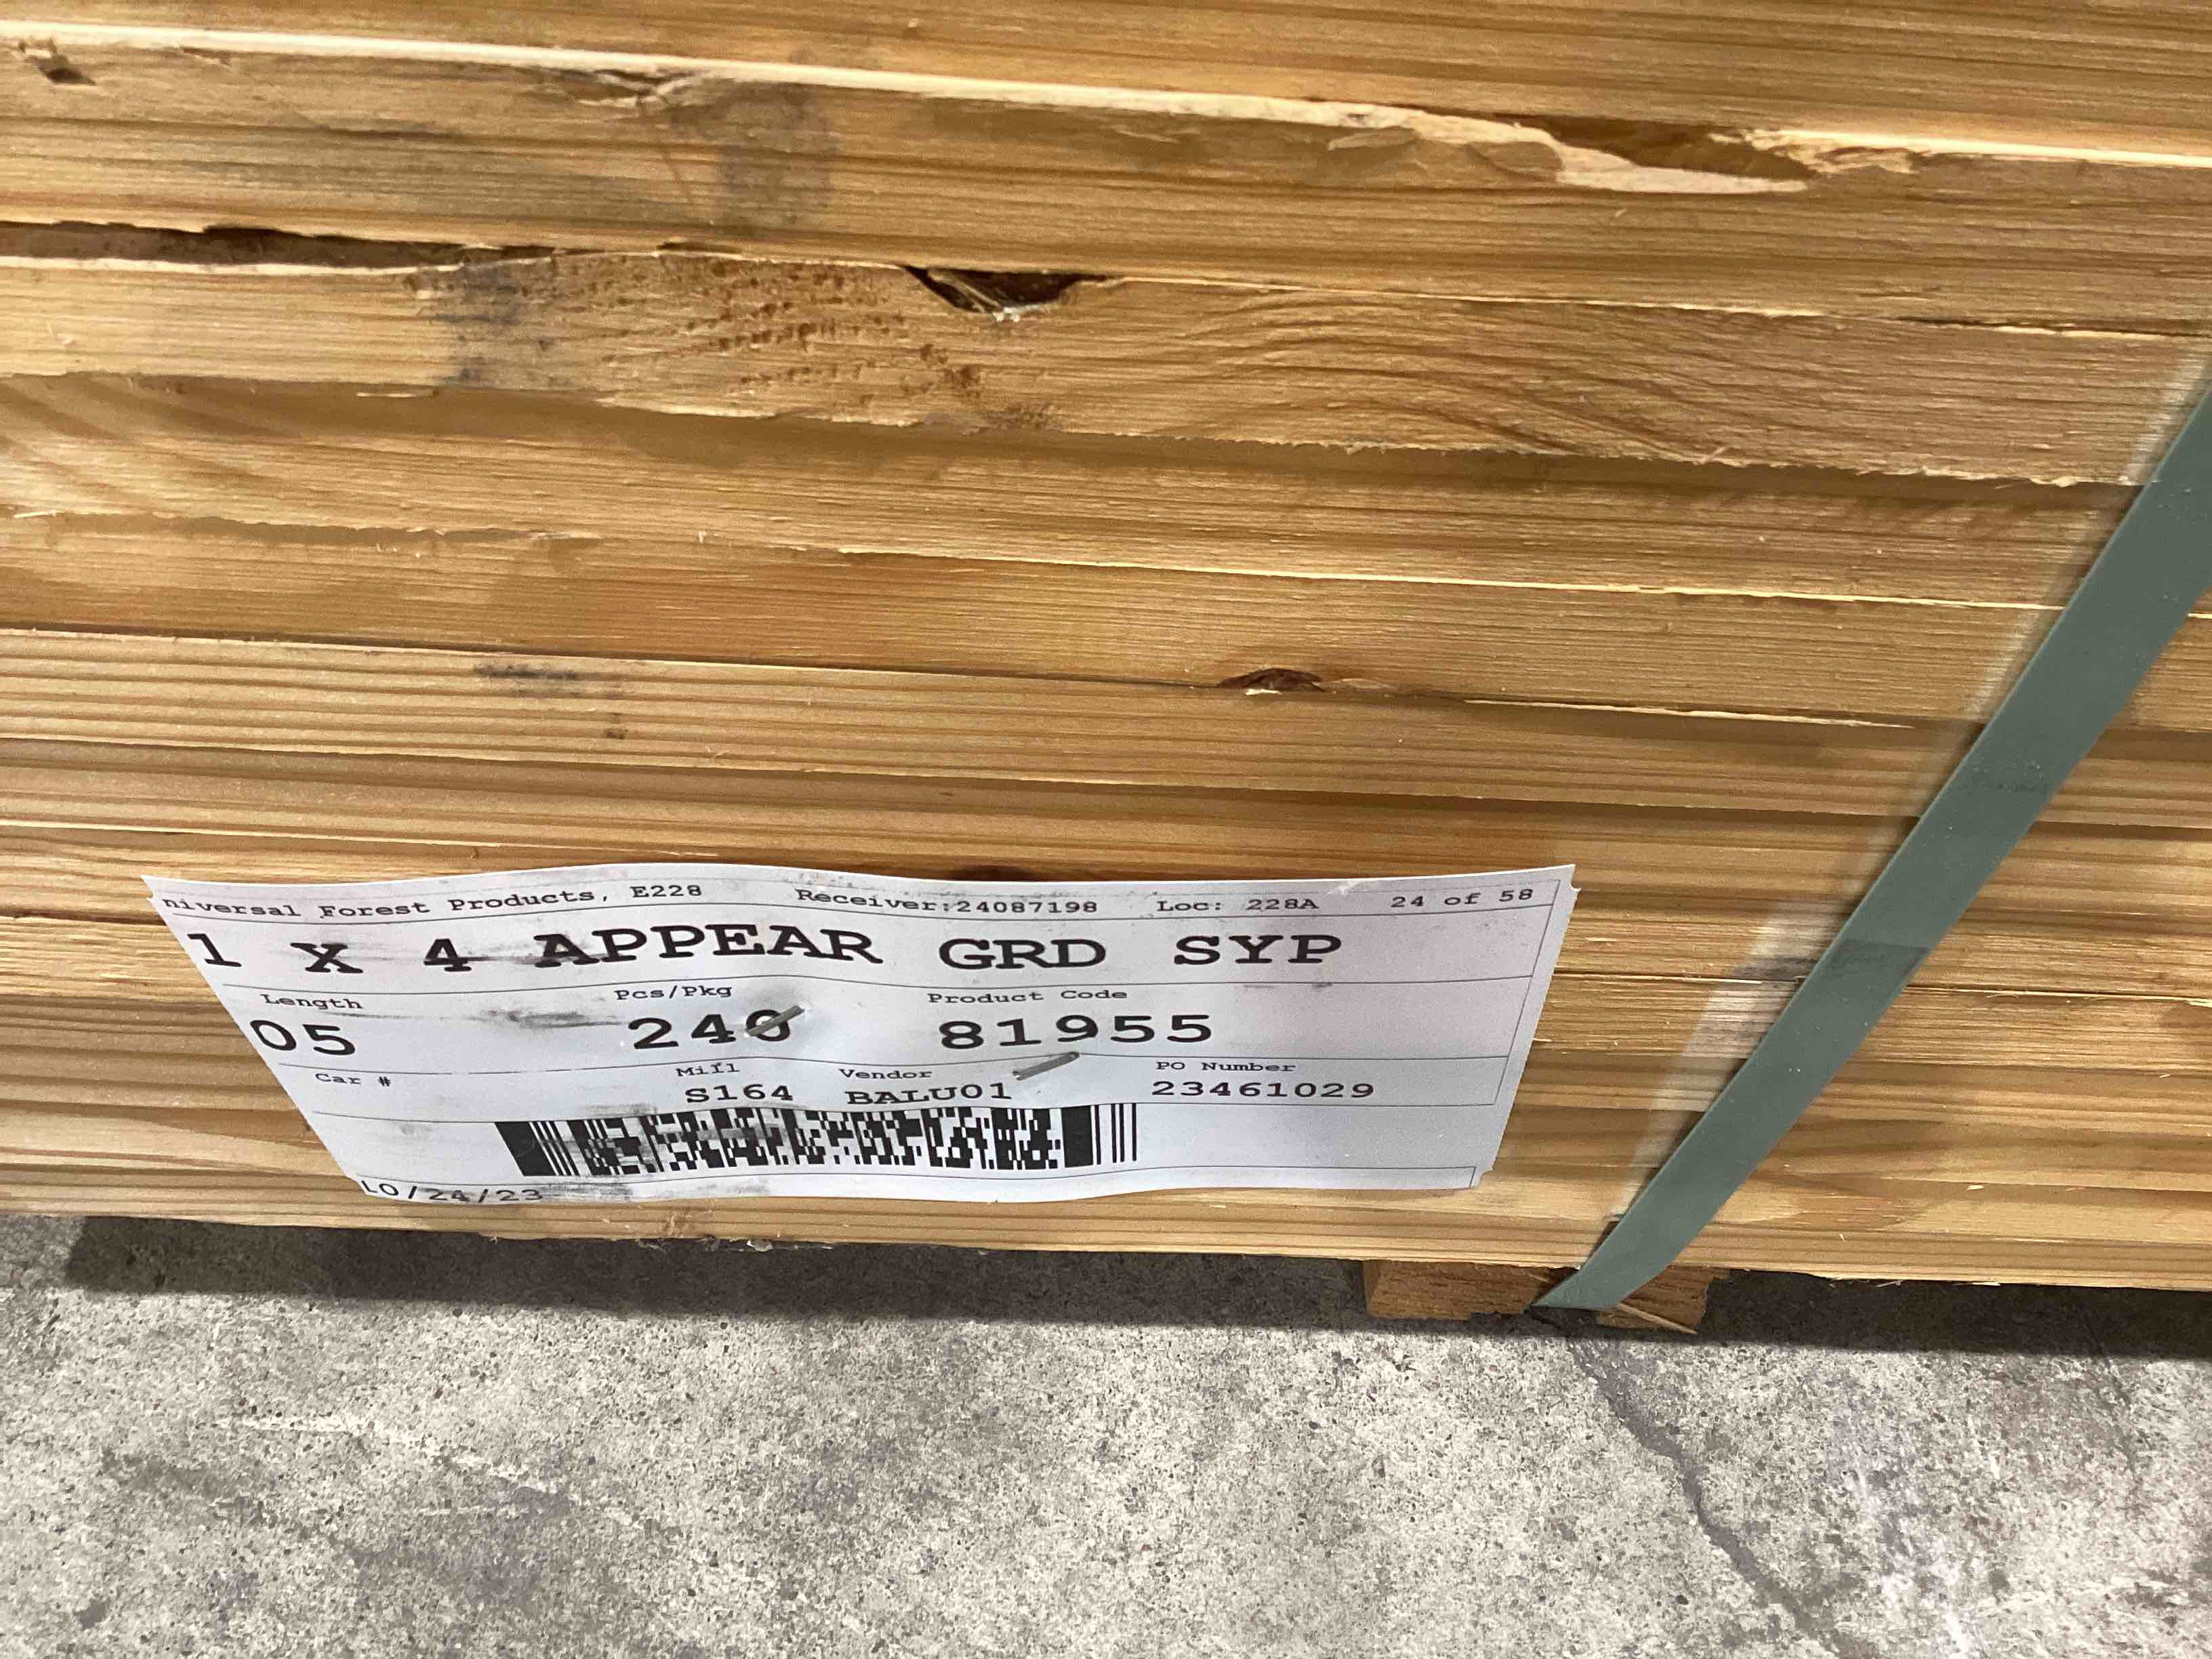 niversal Forest Products, E228 Receiver:24087198 Loc: 228A 24 of 58
1 X 4 APPEAR GRD SYP
Length Pcs/Pkg Product Code
05 240 81955
Car # Mill Vendor PO Number
S164 BALU01 23461029
10/24/23